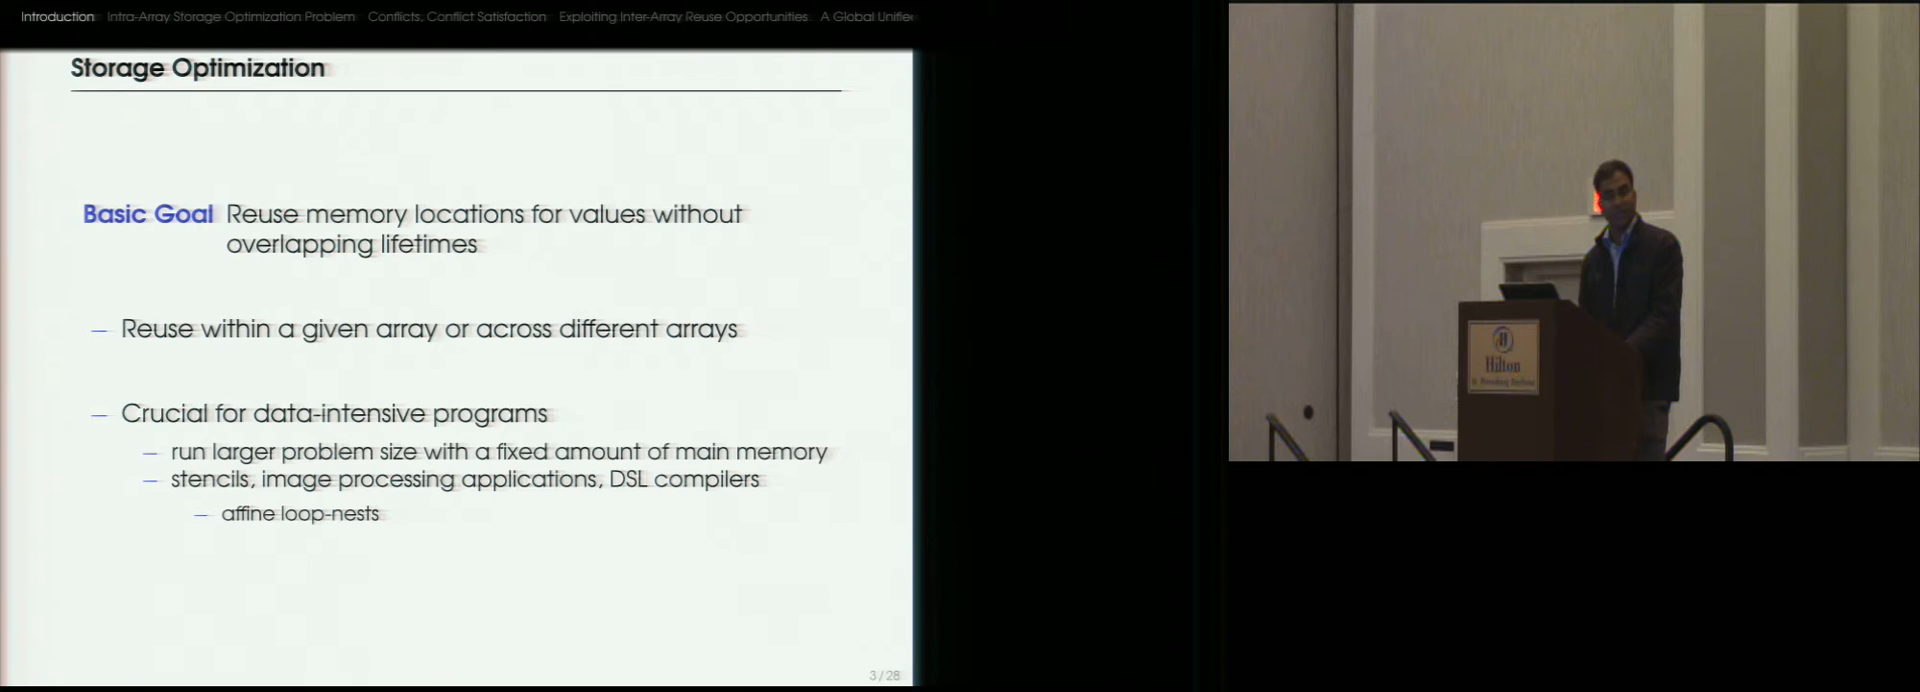 Introduction Intra-Array Storage Optimization Problem Conflicts, Conflict Satisfaction Exploiting Inter-Array Reuse Opportunities A Global Unified
Storage Optimization
Basic Goal Reuse memory locations for values without
overlapping lifetimes
– Reuse within a given array or across different arrays
– Crucial for data-intensive programs
– run larger problem size with a fixed amount of main memory
– stencils, image processing applications, DSL compilers
– affine loop-nests
3 / 28
Hilton